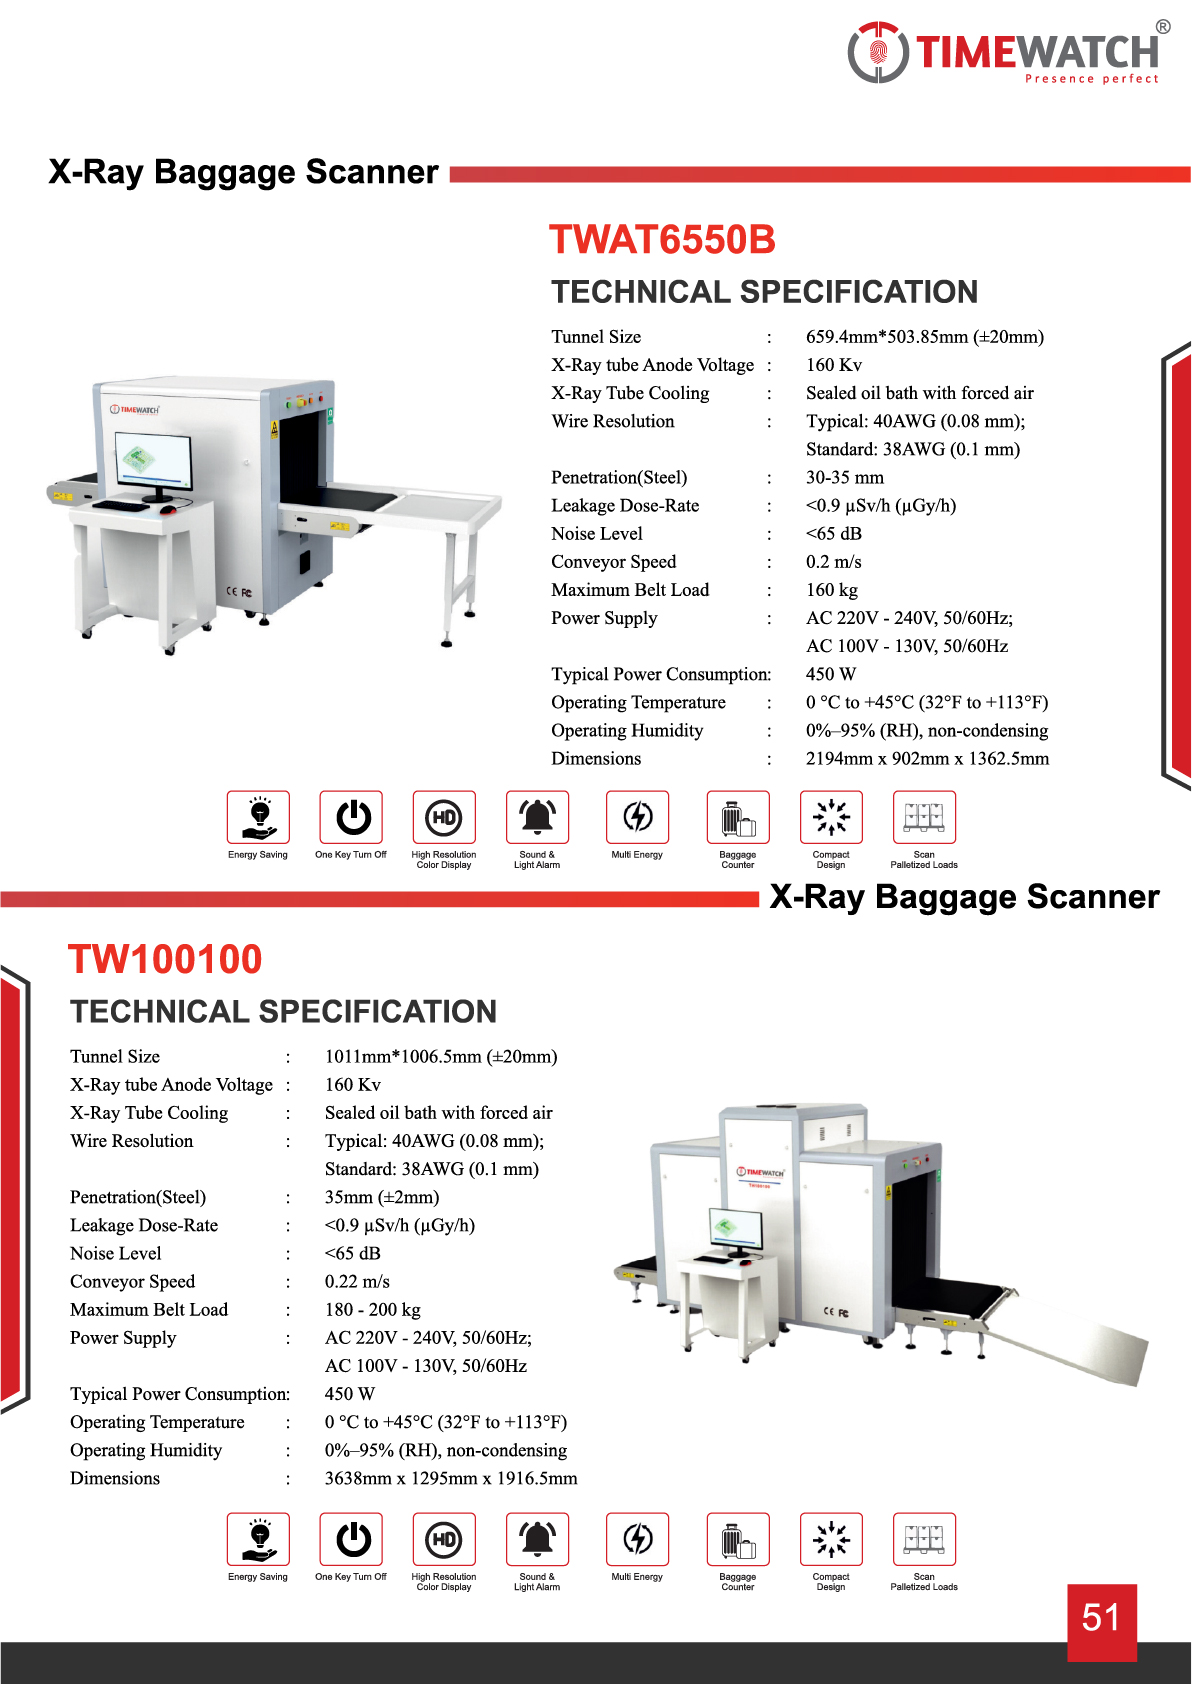 TIMEWATCH®
Presence perfect
X-Ray Baggage Scanner
TWAT6550B
TECHNICAL SPECIFICATION
Tunnel Size : 659.4mm*503.85mm (±20mm)
X-Ray tube Anode Voltage : 160 Kv
X-Ray Tube Cooling : Sealed oil bath with forced air
Wire Resolution : Typical: 40AWG (0.08 mm);
Standard: 38AWG (0.1 mm)
Penetration(Steel) : 30-35 mm
Leakage Dose-Rate : <0.9 µSv/h (µGy/h)
Noise Level : <65 dB
Conveyor Speed : 0.2 m/s
Maximum Belt Load : 160 kg
Power Supply : AC 220V - 240V, 50/60Hz;
AC 100V - 130V, 50/60Hz
Typical Power Consumption: 450 W
Operating Temperature : 0 °C to +45°C (32°F to +113°F)
Operating Humidity : 0%–95% (RH), non-condensing
Dimensions : 2194mm x 902mm x 1362.5mm
TIMEWATCH
CE FC
HD
Energy Saving One Key Turn Off High Resolution Sound & Multi Energy Baggage Compact Scan
Color Display Light Alarm Counter Design Palletized Loads
X-Ray Baggage Scanner
TW100100
TECHNICAL SPECIFICATION
Tunnel Size : 1011mm*1006.5mm (±20mm)
X-Ray tube Anode Voltage : 160 Kv
X-Ray Tube Cooling : Sealed oil bath with forced air
Wire Resolution : Typical: 40AWG (0.08 mm);
Standard: 38AWG (0.1 mm)
Penetration(Steel) : 35mm (±2mm)
Leakage Dose-Rate : <0.9 µSv/h (µGy/h)
Noise Level : <65 dB
Conveyor Speed : 0.22 m/s
Maximum Belt Load : 180 - 200 kg
Power Supply : AC 220V - 240V, 50/60Hz;
AC 100V - 130V, 50/60Hz
Typical Power Consumption: 450 W
Operating Temperature : 0 °C to +45°C (32°F to +113°F)
Operating Humidity : 0%–95% (RH), non-condensing
Dimensions : 3638mm x 1295mm x 1916.5mm
TIMEWATCH
TW100100
CE FC
HD
Energy Saving One Key Turn Off High Resolution Sound & Multi Energy Baggage Compact Scan
Color Display Light Alarm Counter Design Palletized Loads
51